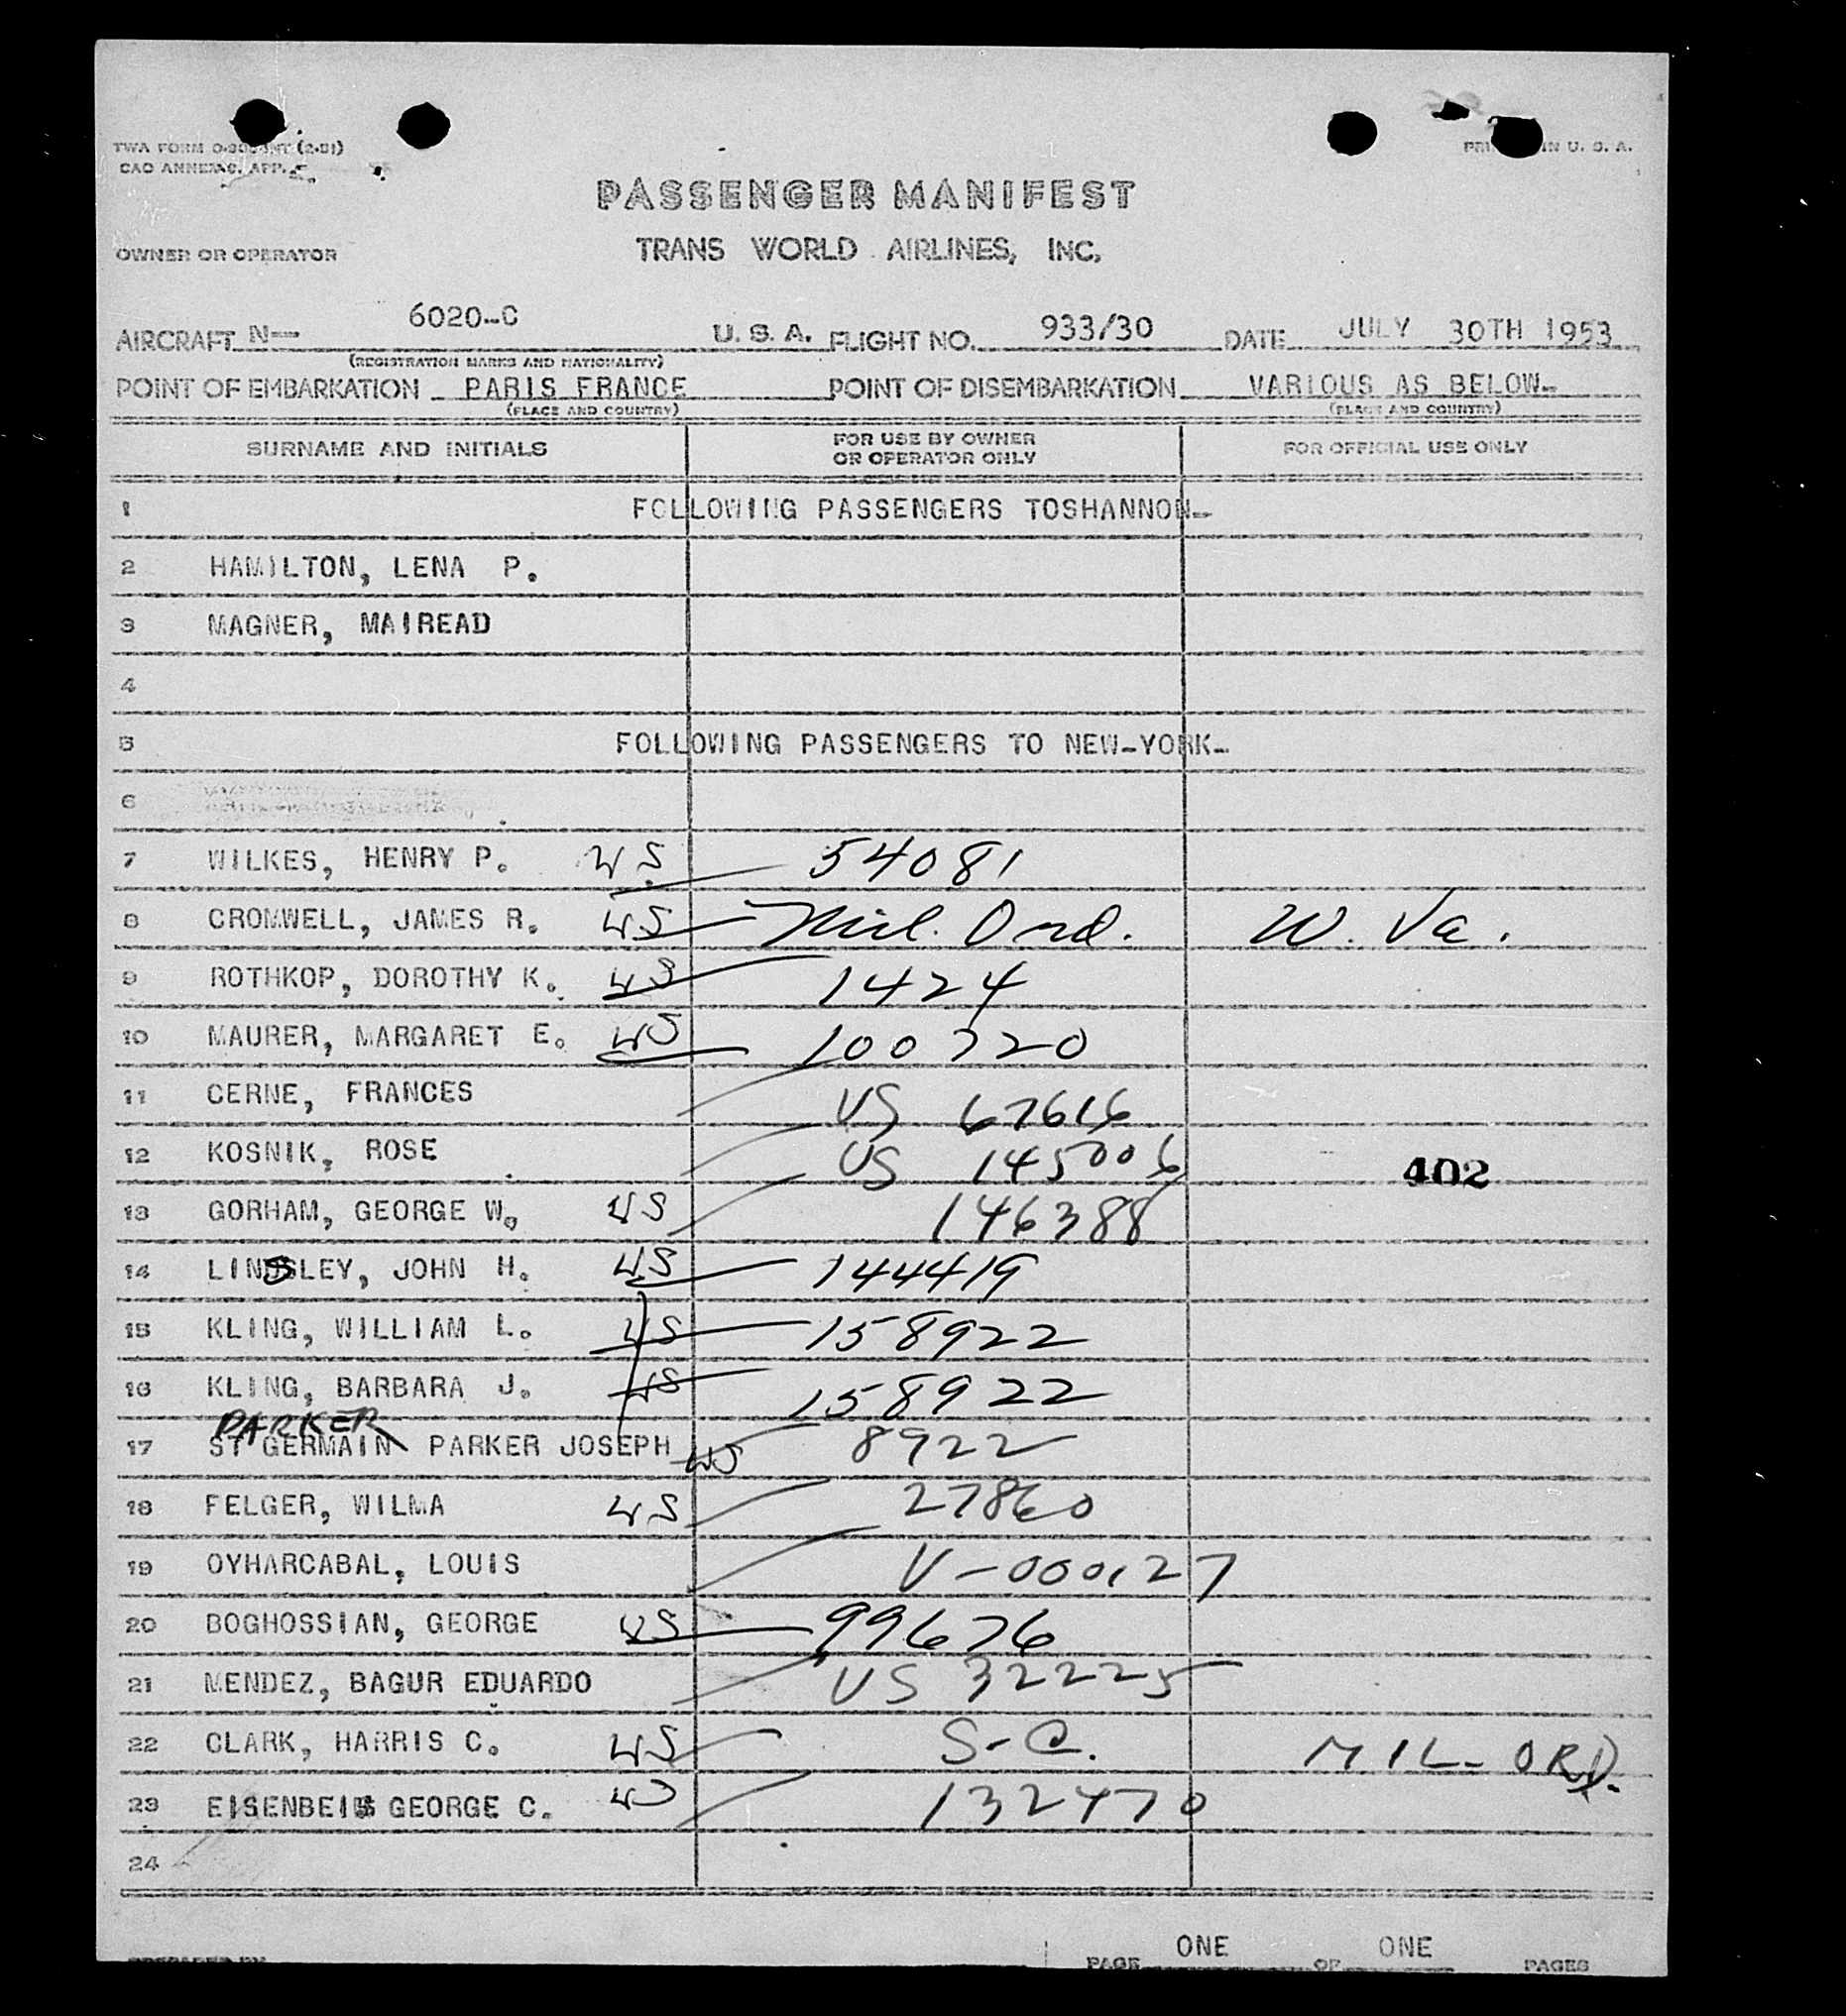 TWA FORM (2-51)
CAO ANNEX
PRINTED IN U. S. A.
PASSENGER MANIFEST
OWNER OR OPERATOR TRANS WORLD AIRLINES, INC.
AIRCRAFT N-- 6020-C U. S. A. FLIGHT NO. 933/30 DATE JULY 30TH 1953
(REGISTRATION MARKS AND NATIONALITY)
POINT OF EMBARKATION PARIS FRANCE POINT OF DISEMBARKATION VARIOUS AS BELOW-
(PLACE AND COUNTRY) (PLACE AND COUNTRY)
SURNAME AND INITIALS FOR USE BY OWNER OR OPERATOR ONLY FOR OFFICIAL USE ONLY
1 FOLLOWING PASSENGERS TOSHANNON-
2 HAMILTON, LENA P.
3 MAGNER, MAIREAD
4
5 FOLLOWING PASSENGERS TO NEW-YORK-
6
7 WILKES, HENRY P. US 54081
8 CROMWELL, JAMES R. US Mil. Ord. W. Va.
9 ROTHKOP, DOROTHY K. US 1424
10 MAURER, MARGARET E. US 100720
11 CERNE, FRANCES US 67616
12 KOSNIK, ROSE US 145006 402
13 GORHAM, GEORGE W. US 146388
14 LINSLEY, JOHN H. US 144419
15 KLING, WILLIAM L. US 158922
16 KLING, BARBARA J. US 158922
PARKER
17 ST GERMAIN PARKER JOSEPH US 8922
18 FELGER, WILMA US 27860
19 OYHARCABAL, LOUIS V-000127
20 BOGHOSSIAN, GEORGE US 99676
21 MENDEZ, BAGUR EDUARDO US 32225
22 CLARK, HARRIS C. US S-C. MIL- ORD.
23 EISENBEIS GEORGE C. US 132470
24
PAGE ONE OF ONE PAGES